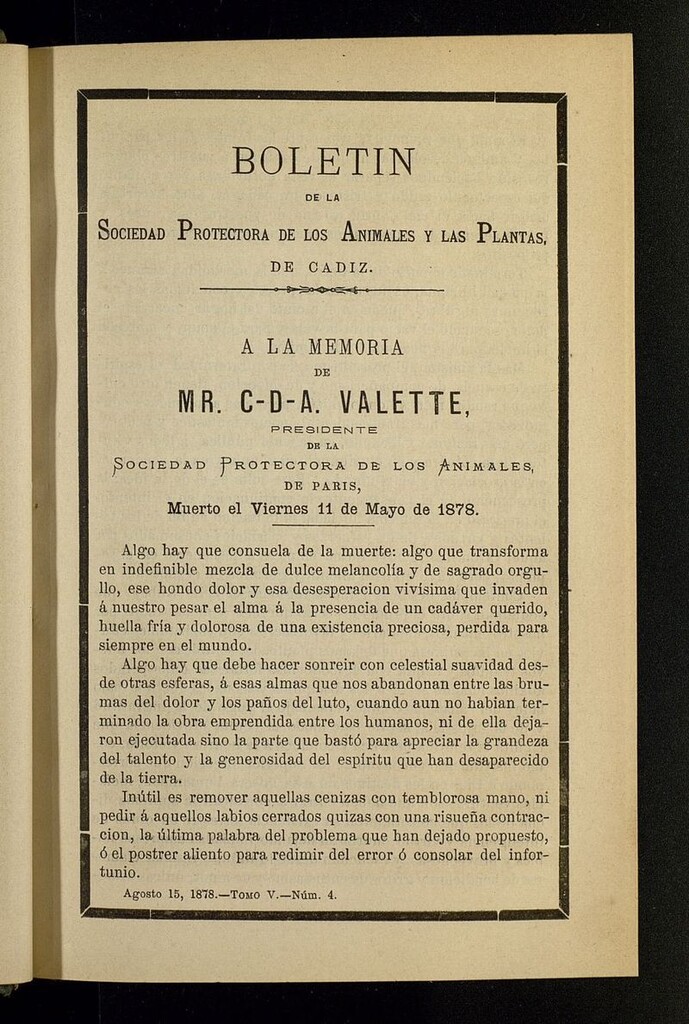 BOLETIN
DE LA
SOCIEDAD PROTECTORA DE LOS ANIMALES Y LAS PLANTAS,
DE CADIZ.
A LA MEMORIA
DE
MR. C-D-A. VALETTE,
PRESIDENTE
DE LA
SOCIEDAD PROTECTORA DE LOS ANIMALES,
DE PARIS,
Muerto el Viernes 11 de Mayo de 1878.
Algo hay que consuela de la muerte: algo que transforma
en indefinible mezcla de dulce melancolía y de sagrado orgu-
llo, ese hondo dolor y esa desesperacion vivísima que invaden
á nuestro pesar el alma á la presencia de un cadáver querido,
huella fría y dolorosa de una existencia preciosa, perdida para
siempre en el mundo.
Algo hay que debe hacer sonreir con celestial suavidad des-
de otras esferas, á esas almas que nos abandonan entre las bru-
mas del dolor y los paños del luto, cuando aun no habian ter-
minado la obra emprendida entre los humanos, ni de ella deja-
ron ejecutada sino la parte que bastó para apreciar la grandeza
del talento y la generosidad del espíritu que han desaparecido
de la tierra.
Inútil es remover aquellas cenizas con temblorosa mano, ni
pedir á aquellos labios cerrados quizas con una risueña contrac-
cion, la última palabra del problema que han dejado propuesto,
ó el postrer aliento para redimir del error ó consolar del infor-
tunio.
Agosto 15, 1878.—TOMO V.—Núm. 4.